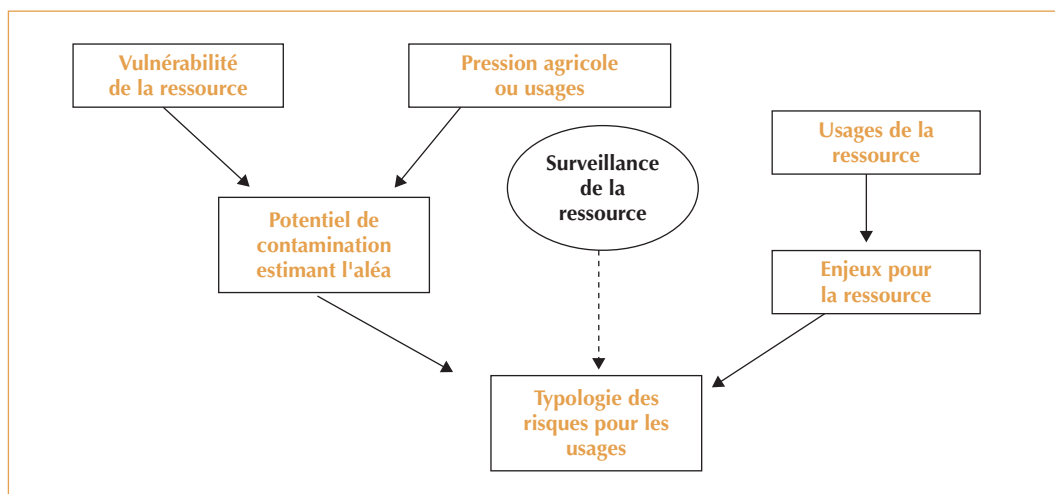 Vulnérabilité
de la ressource
Pression agricole
ou usages
Usages de la
ressource
Surveillance
de la
ressource
Potentiel de
contamination
estimant l'aléa
Enjeux pour
la ressource
Typologie des
risques pour les
usages